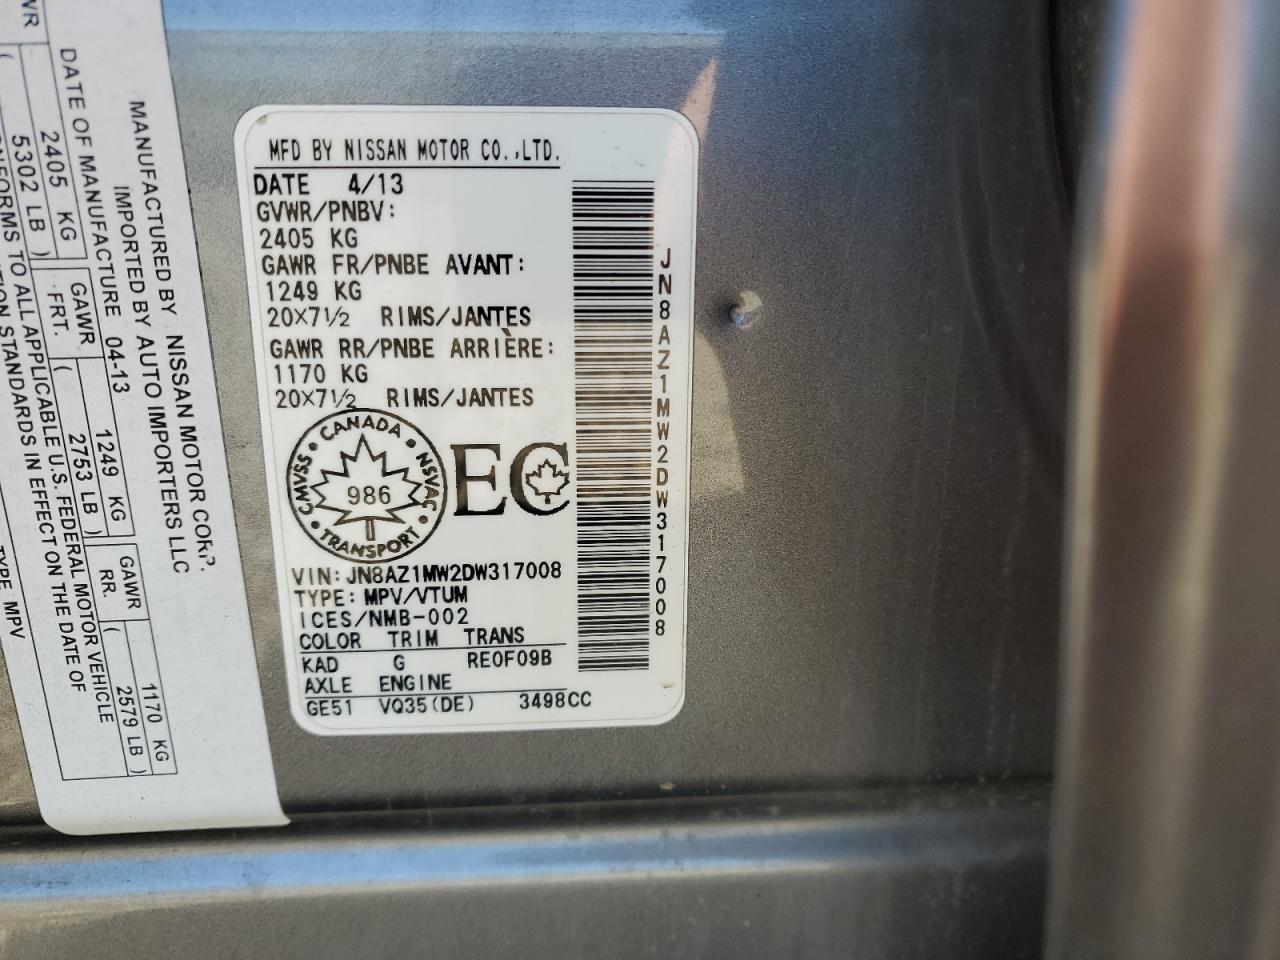 MFD BY NISSAN MOTOR CO.,LTD.
DATE 4/13
GVWR/PNBV:
2405 KG
GAWR FR/PNBE AVANT:
1249 KG
20×7½ RIMS/JANTES
GAWR RR/PNBE ARRIÈRE:
1170 KG
20×7½ RIMS/JANTES
CANADA
CMVSS • NSVAC
986
TRANSPORT
EC
VIN: JN8AZ1MW2DW317008
TYPE: MPV/VTUM
ICES/NMB-002
COLOR TRIM TRANS
KAD G RE0F09B
AXLE ENGINE
GE51 VQ35(DE) 3498CC
JN8AZ1MW2DW317008
MANUFACTURED BY NISSAN MOTOR CORP.
IMPORTED BY AUTO IMPORTERS LLC
DATE OF MANUFACTURE 04-13
GAWR FRT. 1249 KG ( 2753 LB )
GAWR RR. 1170 KG ( 2579 LB )
2405 KG
( 5302 LB )
TO ALL APPLICABLE U.S. FEDERAL MOTOR VEHICLE
STANDARDS IN EFFECT ON THE DATE OF
TYPE MPV